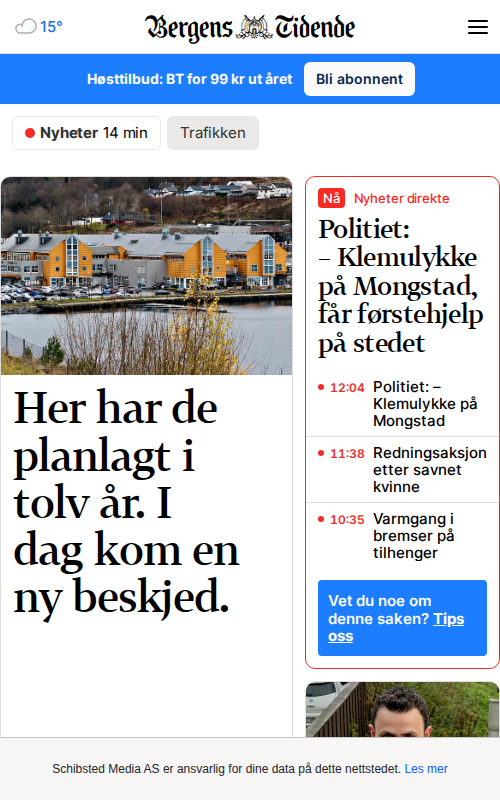 15°
Bergens Tidende
Høsttilbud: BT for 99 kr ut året
Bli abonnent
Nyheter 14 min
Trafikken
Her har de
planlagt i
tolv år. I
dag kom en
ny beskjed.
Nå Nyheter direkte
Politiet:
– Klemulykke
på Mongstad,
får førstehjelp
på stedet
12:04 Politiet: –
Klemulykke på
Mongstad
11:38 Redningsaksjon
etter savnet
kvinne
10:35 Varmgang i
bremser på
tilhenger
Vet du noe om
denne saken? Tips
oss
Schibsted Media AS er ansvarlig for dine data på dette nettstedet. Les mer